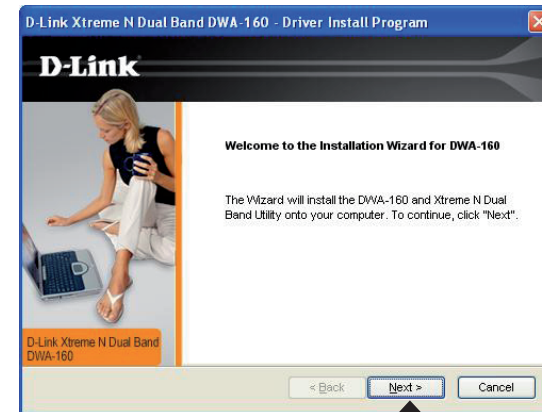 D-Link Xtreme N Dual Band DWA-160 - Driver Install Program
D-Link
Welcome to the Installation Wizard for DWA-160
The Wizard will install the DWA-160 and Xtreme N Dual
Band Utility onto your computer. To continue, click "Next".
D-Link Xtreme N Dual Band
DWA-160
< Back
Next >
Cancel